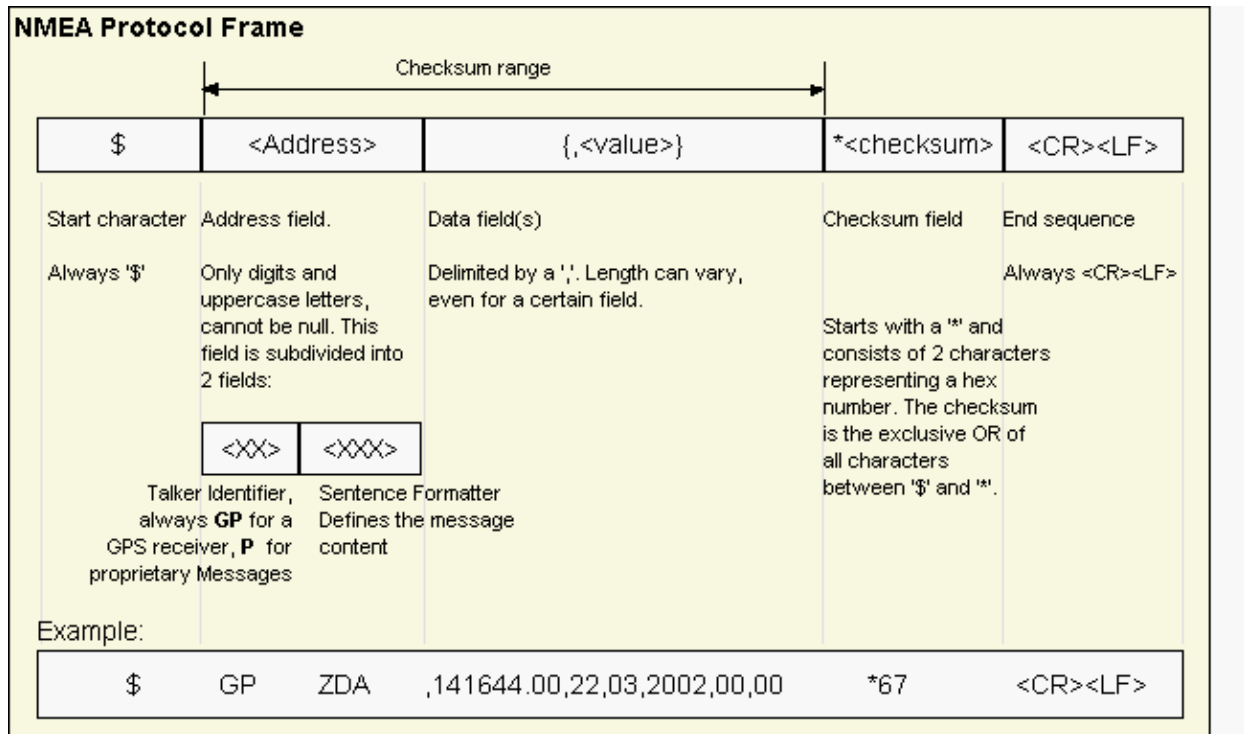 NMEA Protocol Frame
Checksum range
$ <Address> {,<value>} *<checksum> <CR><LF>
Start character
Always '$'
Address field.
Only digits and
uppercase letters,
cannot be null. This
field is subdivided into
2 fields:
<XX> <XXX>
Talker Identifier,
always GP for a
GPS receiver, P for
proprietary Messages
Sentence Formatter
Defines the message
content
Data field(s)
Delimited by a ','. Length can vary,
even for a certain field.
Checksum field
Starts with a '*' and
consists of 2 characters
representing a hex
number. The checksum
is the exclusive OR of
all characters
between '$' and '*'.
End sequence
Always <CR><LF>
Example:
$ GP ZDA ,141644.00,22,03,2002,00,00 *67 <CR><LF>